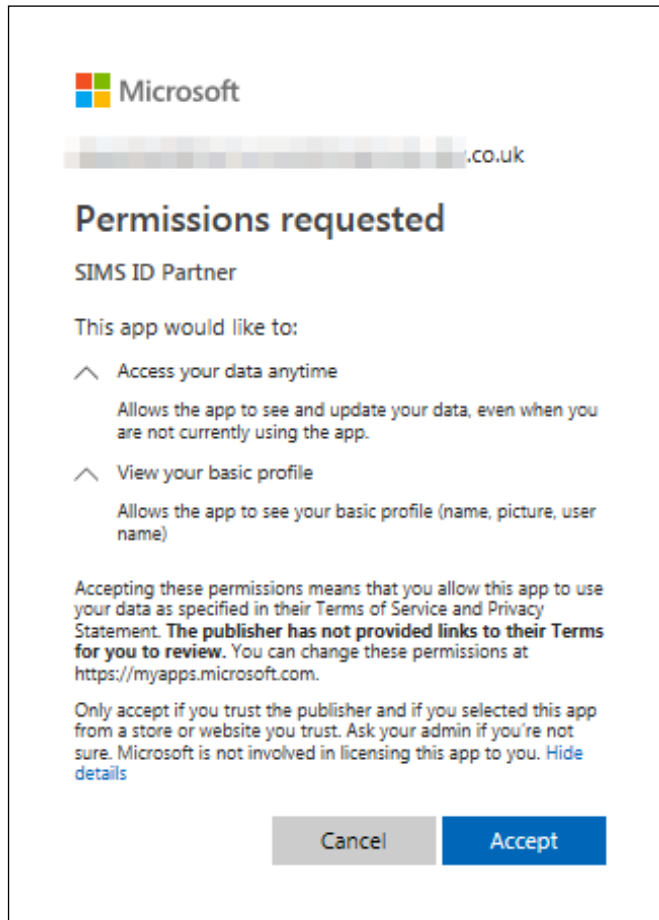 Microsoft
.co.uk
Permissions requested
SIMS ID Partner
This app would like to:
Access your data anytime
Allows the app to see and update your data, even when you
are not currently using the app.
View your basic profile
Allows the app to see your basic profile (name, picture, user
name)
Accepting these permissions means that you allow this app to use
your data as specified in their Terms of Service and Privacy
Statement. The publisher has not provided links to their Terms
for you to review. You can change these permissions at
https://myapps.microsoft.com.
Only accept if you trust the publisher and if you selected this app
from a store or website you trust. Ask your admin if you're not
sure. Microsoft is not involved in licensing this app to you. Hide
details
Cancel Accept